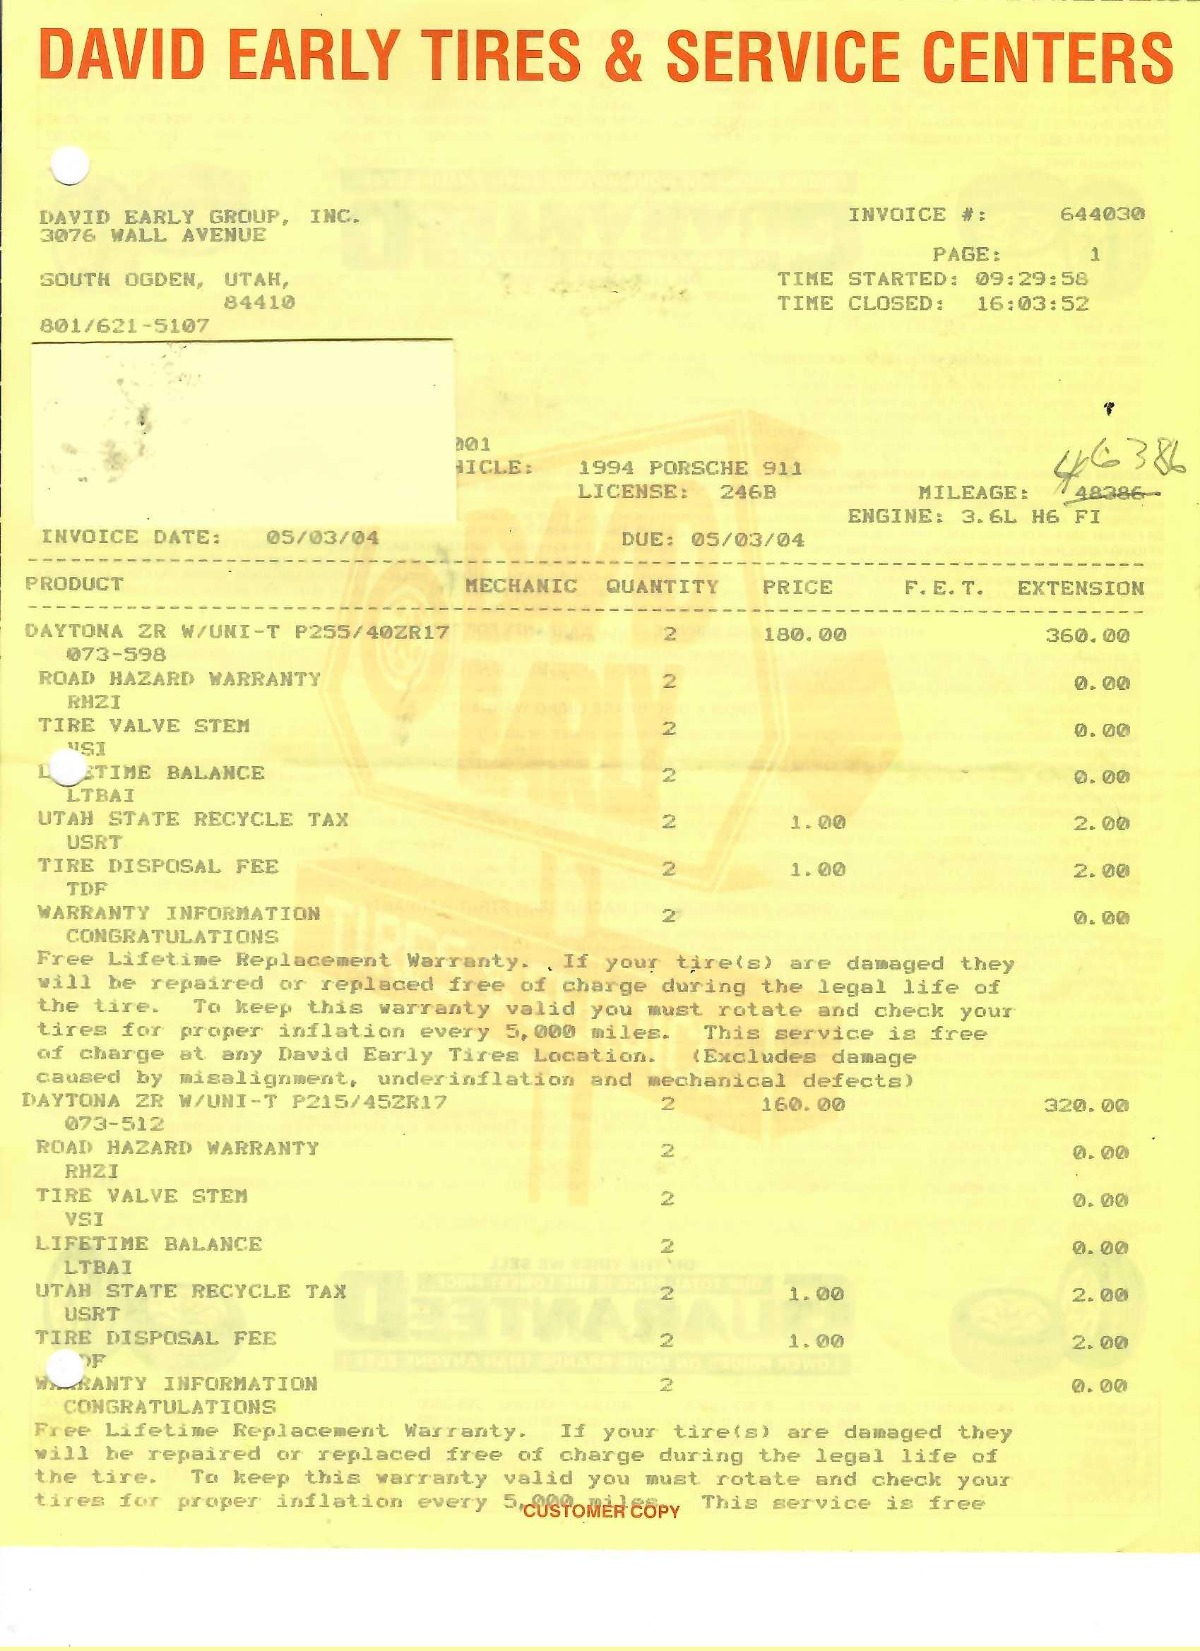 DAVID EARLY TIRES & SERVICE CENTERS
DAVID EARLY GROUP, INC. INVOICE #: 644030
3076 WALL AVENUE
PAGE: 1
SOUTH OGDEN, UTAH, TIME STARTED: 09:29:58
84410 TIME CLOSED: 16:03:52
801/621-5107
001
HICLE: 1994 PORSCHE 911 46386
LICENSE: 246B MILEAGE: 48386
ENGINE: 3.6L H6 FI
INVOICE DATE: 05/03/04 DUE: 05/03/04
PRODUCT MECHANIC QUANTITY PRICE F.E.T. EXTENSION
DAYTONA ZR W/UNI-T P255/40ZR17 2 180.00 360.00
073-598
ROAD HAZARD WARRANTY 2 0.00
RHZI
TIRE VALVE STEM 2 0.00
VSI
L ETIME BALANCE 2 0.00
LTBAI
UTAH STATE RECYCLE TAX 2 1.00 2.00
USRT
TIRE DISPOSAL FEE 2 1.00 2.00
TDF
WARRANTY INFORMATION 2 0.00
CONGRATULATIONS
Free Lifetime Replacement Warranty. If your tire(s) are damaged they
will be repaired or replaced free of charge during the legal life of
the tire. To keep this warranty valid you must rotate and check your
tires for proper inflation every 5,000 miles. This service is free
of charge at any David Early Tires Location. (Excludes damage
caused by misalignment, underinflation and mechanical defects)
DAYTONA ZR W/UNI-T P215/45ZR17 2 160.00 320.00
073-512
ROAD HAZARD WARRANTY 2 0.00
RHZI
TIRE VALVE STEM 2 0.00
VSI
LIFETIME BALANCE 2 0.00
LTBAI
UTAH STATE RECYCLE TAX 2 1.00 2.00
USRT
TIRE DISPOSAL FEE 2 1.00 2.00
DF
WARRANTY INFORMATION 2 0.00
CONGRATULATIONS
Free Lifetime Replacement Warranty. If your tire(s) are damaged they
will be repaired or replaced free of charge during the legal life of
the tire. To keep this warranty valid you must rotate and check your
tires for proper inflation every 5,000 miles. This service is free
CUSTOMER COPY